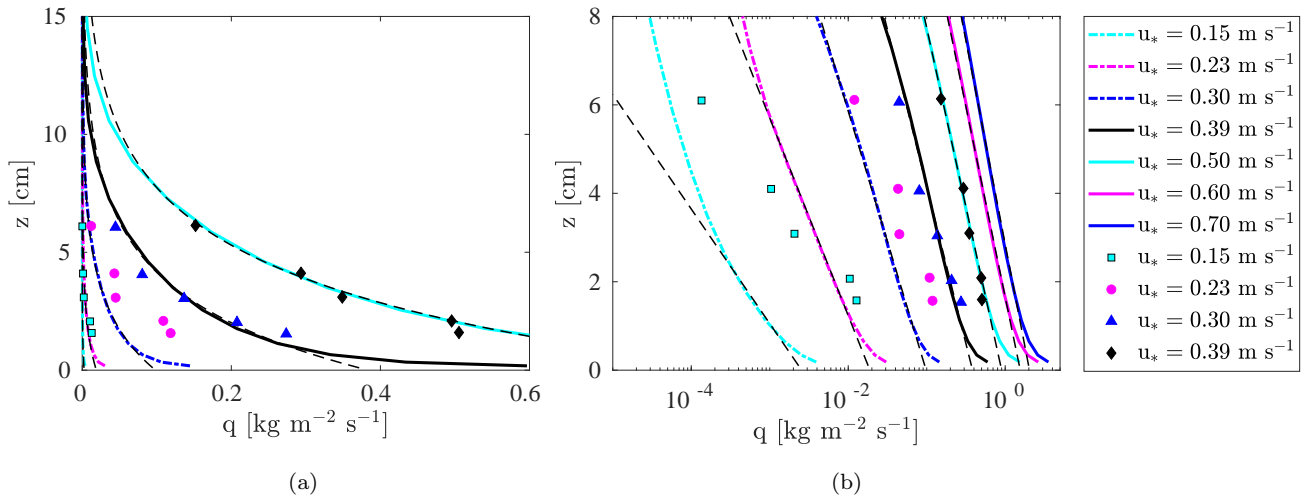 15
10
5
0
z [cm]
0
0.2
0.4
0.6
q [kg m⁻² s⁻¹]
(a)
8
6
4
2
0
z [cm]
10⁻⁴
10⁻²
10⁰
q [kg m⁻² s⁻¹]
(b)
u* = 0.15 m s⁻¹
u* = 0.23 m s⁻¹
u* = 0.30 m s⁻¹
u* = 0.39 m s⁻¹
u* = 0.50 m s⁻¹
u* = 0.60 m s⁻¹
u* = 0.70 m s⁻¹
u* = 0.15 m s⁻¹
u* = 0.23 m s⁻¹
u* = 0.30 m s⁻¹
u* = 0.39 m s⁻¹